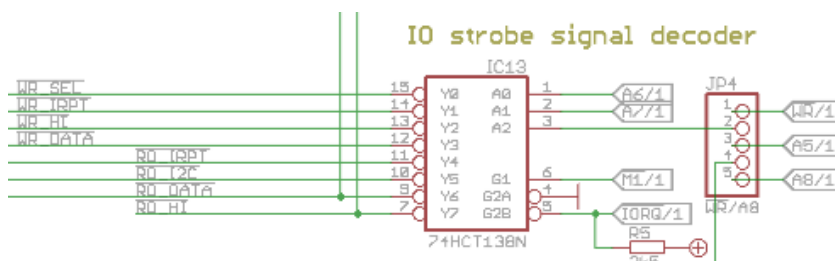 IO strobe signal decoder
IC13
JP4
WR_SEL 15 Y0 A0 1 A6/1
WR_IRPT 14 Y1 A1 2 A7/1
WR_HI 13 Y2 A2 3
WR_DATA 12 Y3
RD_IRPT 11 Y4
RD_I2C 10 Y5 G1 6 M1/1
RD_DATA 9 Y6 G2A 4
RD_HI 7 Y7 G2B 5 IORQ/1
74HCT138N
R5
1 WR/1
2
3 A5/1
4
5 A8/1
WR/A8